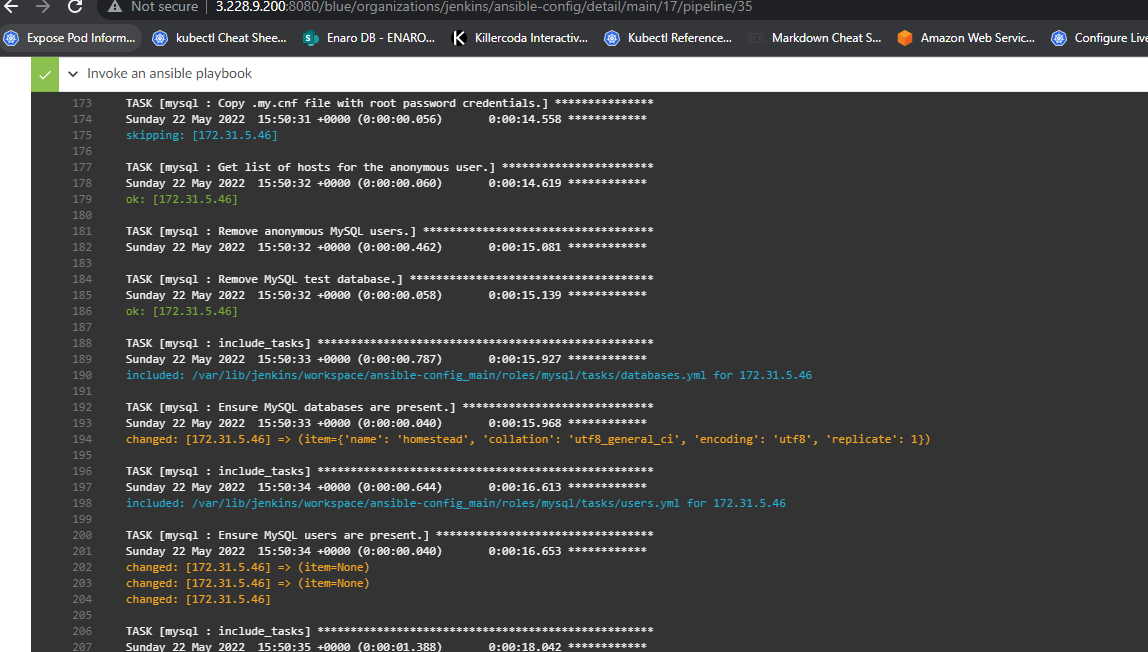 Not secure | 3.228.9.200:8080/blue/organizations/jenkins/ansible-config/detail/main/17/pipeline/35
Expose Pod Inform... kubectl Cheat Shee... Enaro DB - ENARO... Killercoda Interactiv... Kubectl Reference... Markdown Cheat S... Amazon Web Servic... Configure Live
Invoke an ansible playbook
173 TASK [mysql : Copy .my.cnf file with root password credentials.] ***************
174 Sunday 22 May 2022  15:50:31 +0000 (0:00:00.056)       0:00:14.558 ************
175 skipping: [172.31.5.46]
176
177 TASK [mysql : Get list of hosts for the anonymous user.] ***********************
178 Sunday 22 May 2022  15:50:32 +0000 (0:00:00.060)       0:00:14.619 ************
179 ok: [172.31.5.46]
180
181 TASK [mysql : Remove anonymous MySQL users.] ***********************************
182 Sunday 22 May 2022  15:50:32 +0000 (0:00:00.462)       0:00:15.081 ************
183
184 TASK [mysql : Remove MySQL test database.] *************************************
185 Sunday 22 May 2022  15:50:32 +0000 (0:00:00.058)       0:00:15.139 ************
186 ok: [172.31.5.46]
187
188 TASK [mysql : include_tasks] ***************************************************
189 Sunday 22 May 2022  15:50:33 +0000 (0:00:00.787)       0:00:15.927 ************
190 included: /var/lib/jenkins/workspace/ansible-config_main/roles/mysql/tasks/databases.yml for 172.31.5.46
191
192 TASK [mysql : Ensure MySQL databases are present.] *****************************
193 Sunday 22 May 2022  15:50:33 +0000 (0:00:00.040)       0:00:15.968 ************
194 changed: [172.31.5.46] => (item={'name': 'homestead', 'collation': 'utf8_general_ci', 'encoding': 'utf8', 'replicate': 1})
195
196 TASK [mysql : include_tasks] ***************************************************
197 Sunday 22 May 2022  15:50:34 +0000 (0:00:00.644)       0:00:16.613 ************
198 included: /var/lib/jenkins/workspace/ansible-config_main/roles/mysql/tasks/users.yml for 172.31.5.46
199
200 TASK [mysql : Ensure MySQL users are present.] *********************************
201 Sunday 22 May 2022  15:50:34 +0000 (0:00:00.040)       0:00:16.653 ************
202 changed: [172.31.5.46] => (item=None)
203 changed: [172.31.5.46] => (item=None)
204 changed: [172.31.5.46]
205
206 TASK [mysql : include_tasks] ***************************************************
207 Sunday 22 May 2022  15:50:35 +0000 (0:00:01.388)       0:00:18.042 ************